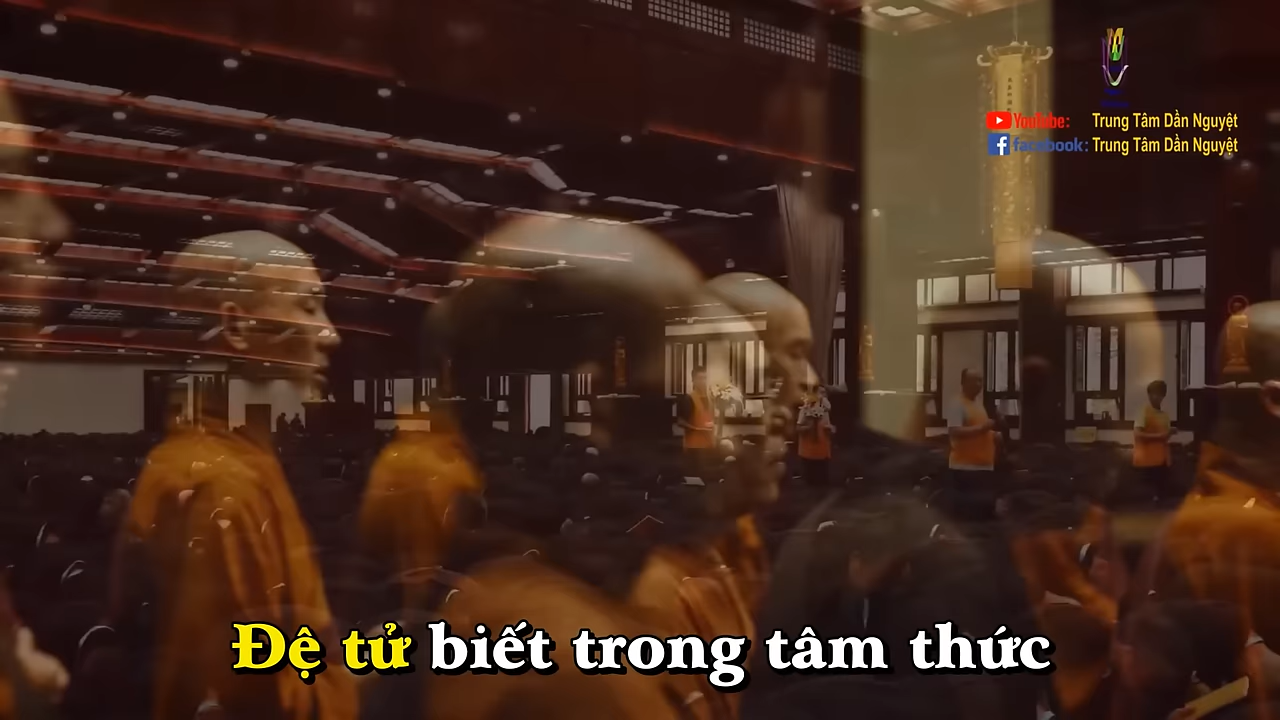 YouTube: Trung Tâm Dần Nguyệt
facebook: Trung Tâm Dần Nguyệt
Đệ tử biết trong tâm thức